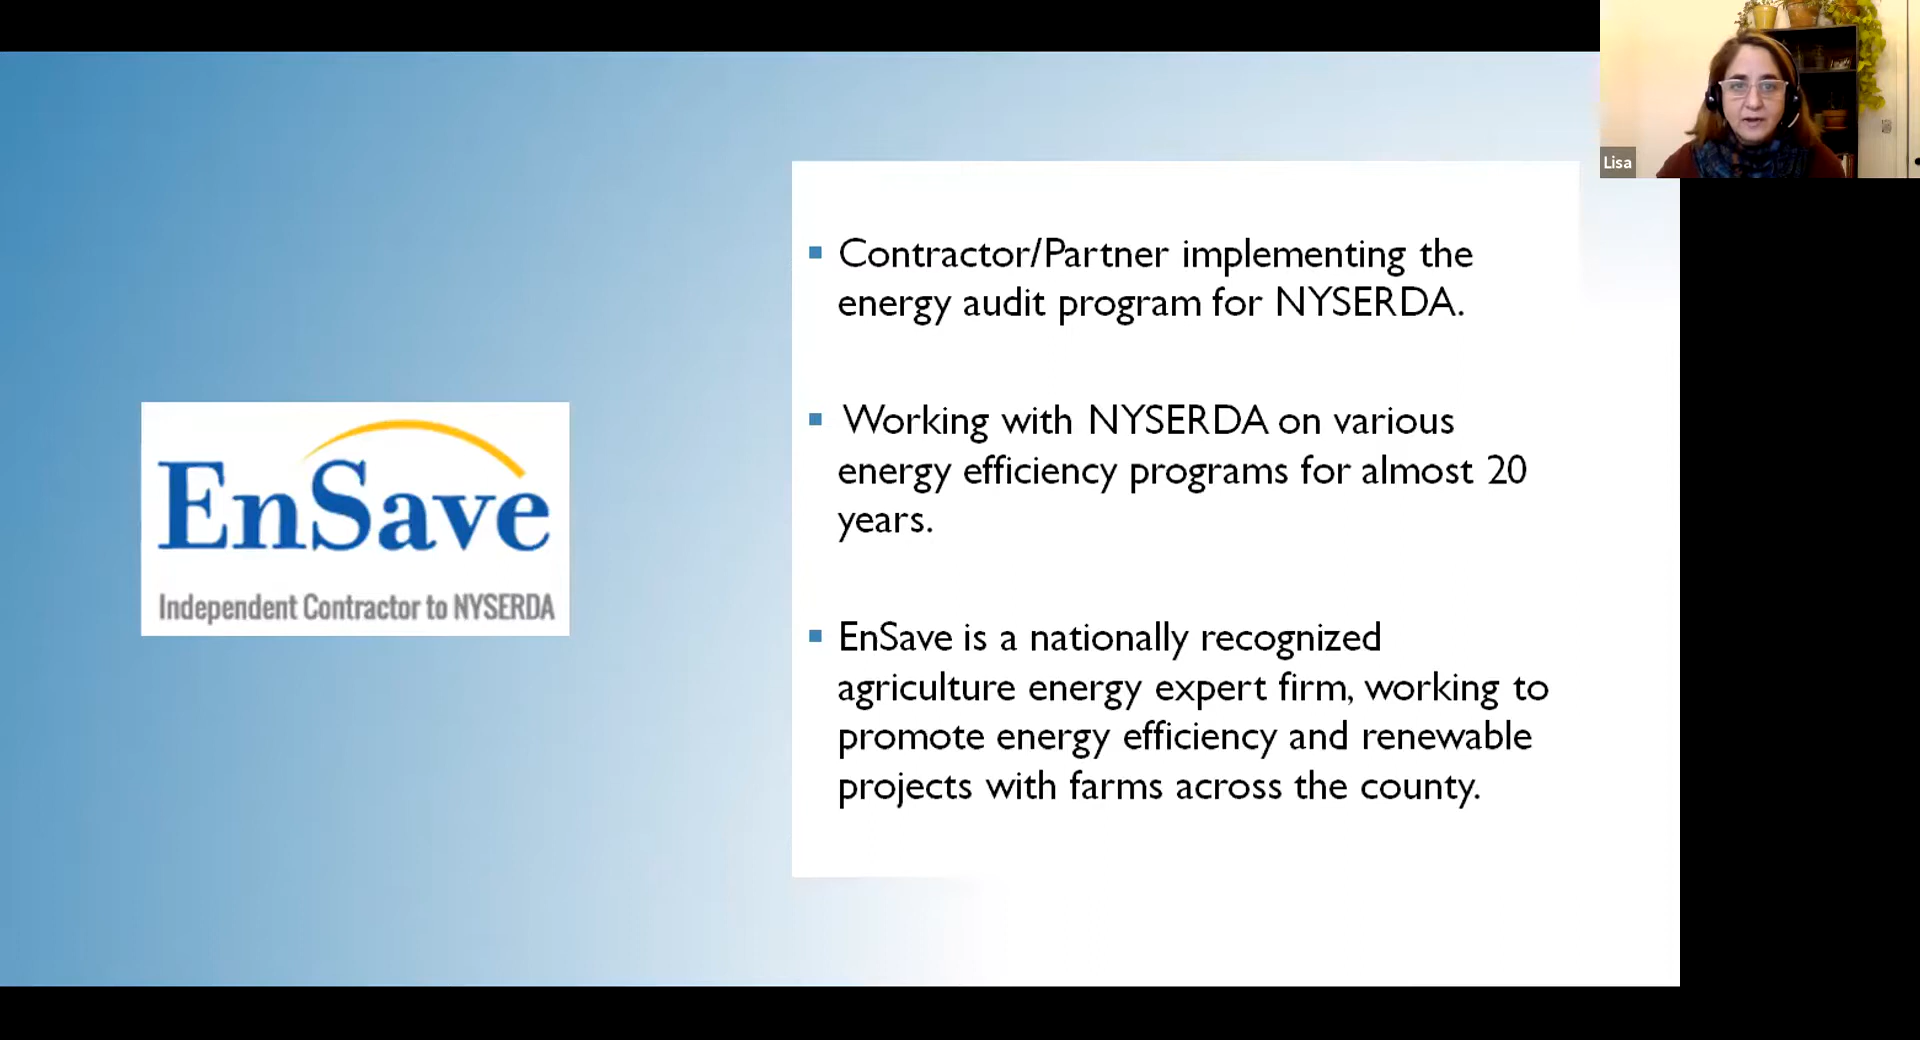 Lisa
Contractor/Partner implementing the
energy audit program for NYSERDA.
Working with NYSERDA on various
energy efficiency programs for almost 20
years.
EnSave is a nationally recognized
agriculture energy expert firm, working to
promote energy efficiency and renewable
projects with farms across the county.
EnSave
Independent Contractor to NYSERDA